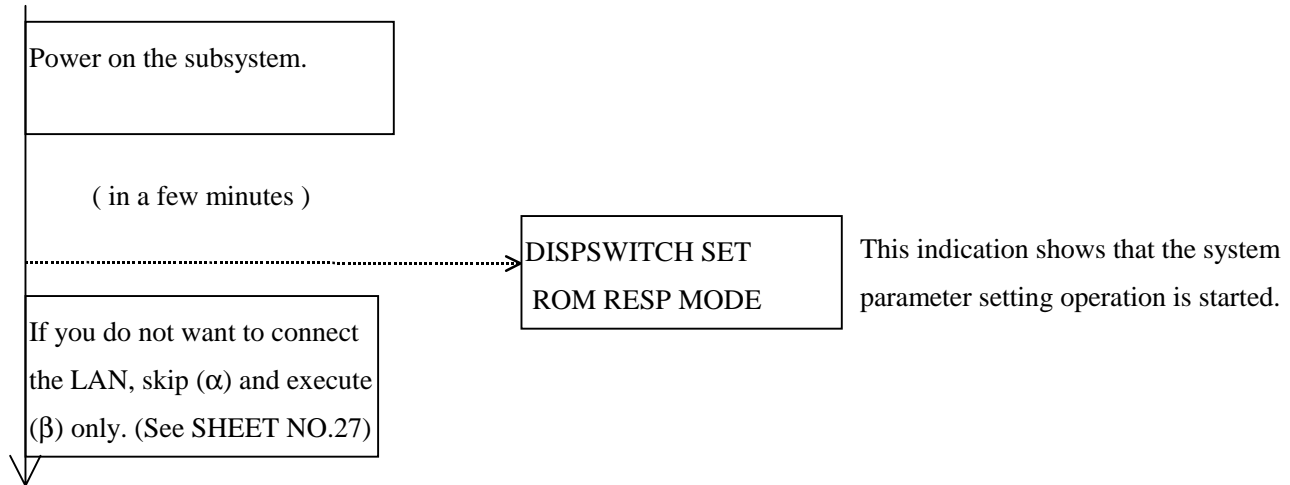 Power on the subsystem.
( in a few minutes )
DISPSWITCH SET
ROM RESP MODE
This indication shows that the system
parameter setting operation is started.
If you do not want to connect
the LAN, skip (α) and execute
(β) only. (See SHEET NO.27)